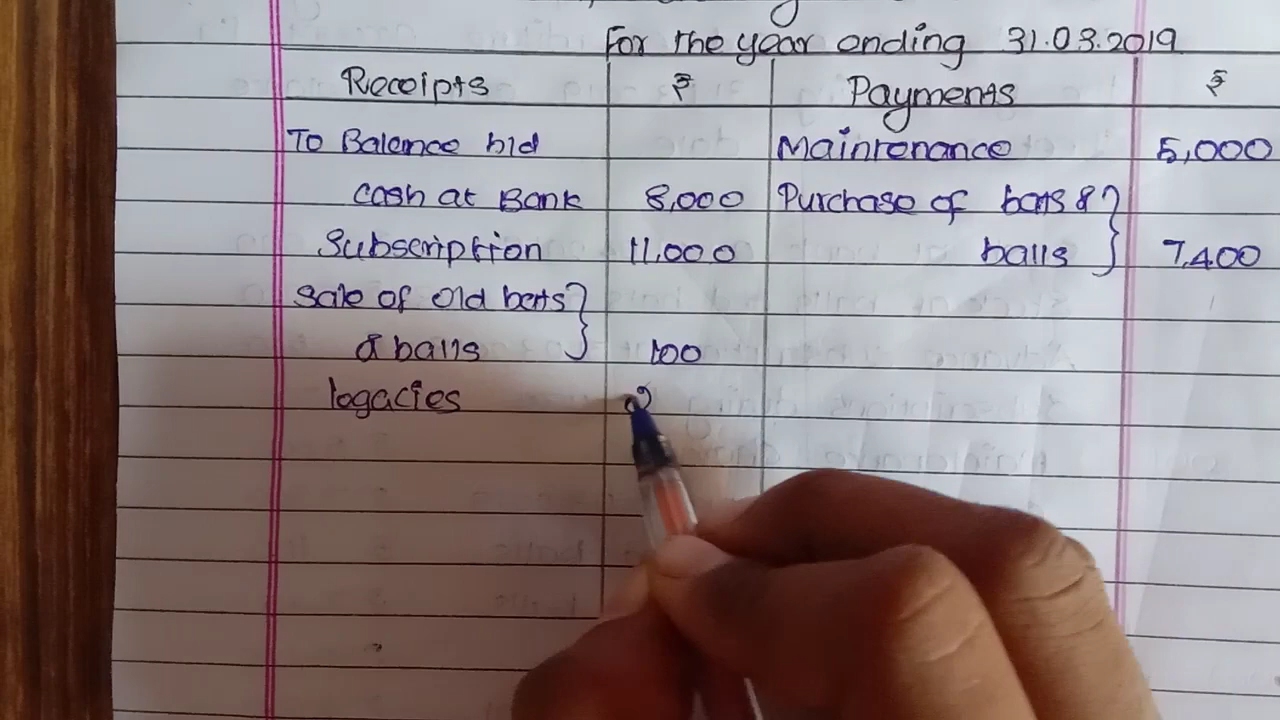 For the year ending 31.03.2019
Receipts ₹ Payments ₹
To Balance b/d Maintenance 5,000
Cash at Bank 8,000 Purchase of bats &
Subscription 11,000 balls 7,400
Sale of Old bats
& balls 100
legacies